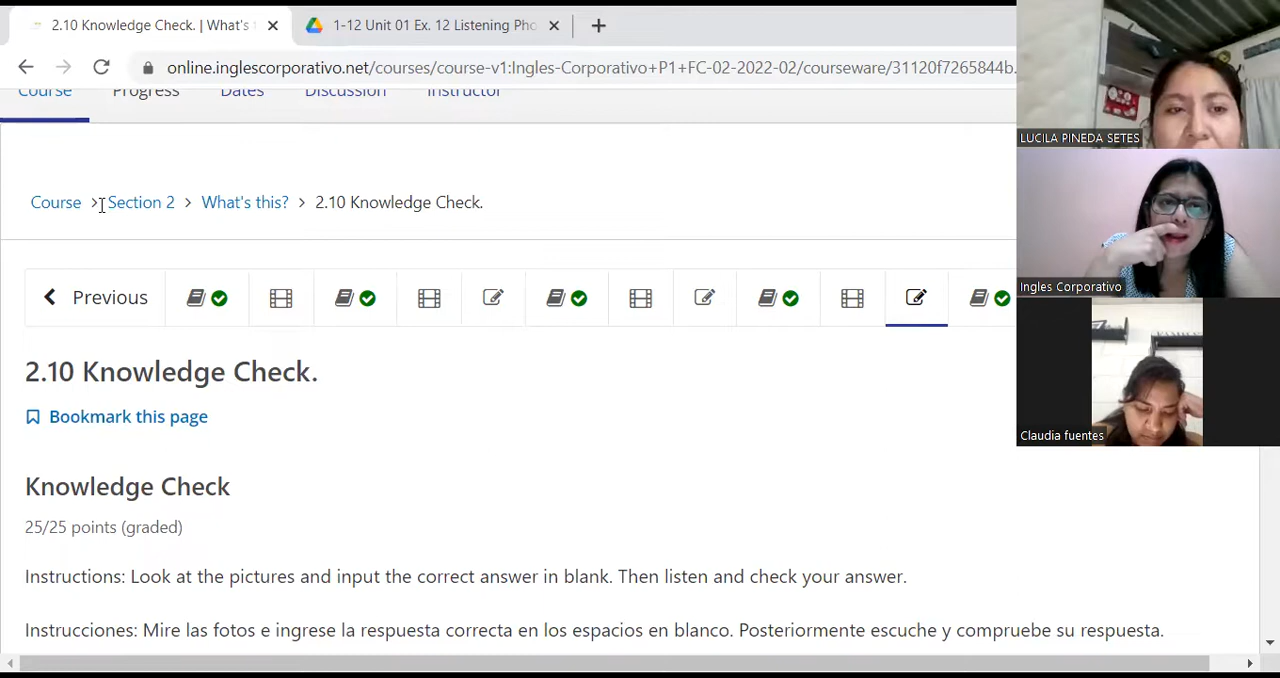 2.10 Knowledge Check. | What's t
1-12 Unit 01 Ex. 12 Listening Pho
online.inglescorporativo.net/courses/course-v1:Ingles-Corporativo+P1+FC-02-2022-02/courseware/31120f7265844b.
Course Progress Dates Discussion Instructor
LUCILA PINEDA SETES
Course > Section 2 > What's this? > 2.10 Knowledge Check.
Ingles Corporativo
Previous
2.10 Knowledge Check.
Bookmark this page
Claudia fuentes
Knowledge Check
25/25 points (graded)
Instructions: Look at the pictures and input the correct answer in blank. Then listen and check your answer.
Instrucciones: Mire las fotos e ingrese la respuesta correcta en los espacios en blanco. Posteriormente escuche y compruebe su respuesta.